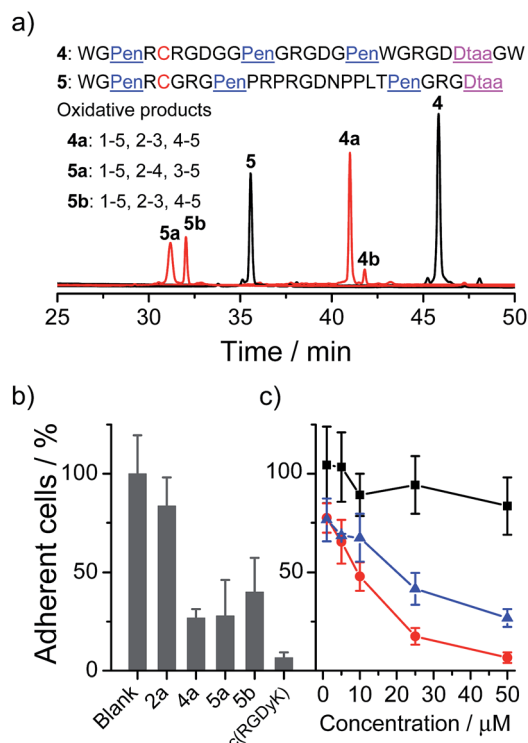 a)
4: WGPenRCRGDGGPenGRGDGPenWGRGDDtaaGW
5: WGPenRCGRGPenPRPRGDNPPLTPenGRGDtaa
Oxidative products
4a: 1-5, 2-3, 4-5
5a: 1-5, 2-4, 3-5
5b: 1-5, 2-3, 4-5
5a
5b
5
4a
4b
4
25 30 35 40 45 50
Time / min
b)
c)
Adherent cells / %
100
50
0
Blank
2a
4a
5a
5b
c(RGDyK)
100
50
0 10 20 30 40 50
Concentration / μM